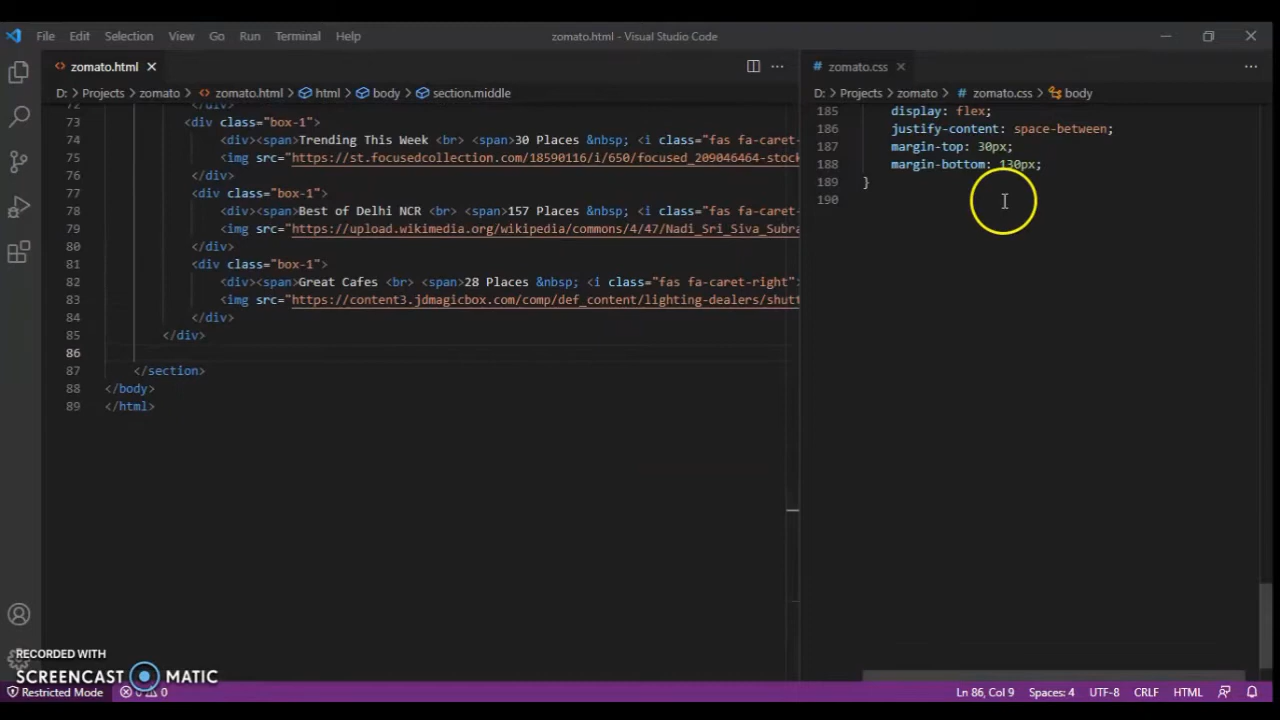 File Edit Selection View Go Run Terminal Help zomato.html - Visual Studio Code
zomato.html
D: > Projects > zomato > zomato.html > html > body > section.middle
72 </div>
73 <div class="box-1">
74 <div><span>Trending This Week <br> <span>30 Places &nbsp; <i class="fas fa-caret-
75 <img src="https://st.focusedcollection.com/18590116/i/650/focused_209046464-stock
76 </div>
77 <div class="box-1">
78 <div><span>Best of Delhi NCR <br> <span>157 Places &nbsp; <i class="fas fa-caret-
79 <img src="https://upload.wikimedia.org/wikipedia/commons/4/47/Nadi_Sri_Siva_Subra
80 </div>
81 <div class="box-1">
82 <div><span>Great Cafes <br> <span>28 Places &nbsp; <i class="fas fa-caret-right">
83 <img src="https://content3.jdmagicbox.com/comp/def_content/lighting-dealers/shutt
84 </div>
85 </div>
86
87 </section>
88 </body>
89 </html>
zomato.css
D: > Projects > zomato > # zomato.css > body
185 display: flex;
186 justify-content: space-between;
187 margin-top: 30px;
188 margin-bottom: 130px;
189 }
190
RECORDED WITH
SCREENCAST MATIC
Restricted Mode 0 Ln 86, Col 9 Spaces: 4 UTF-8 CRLF HTML